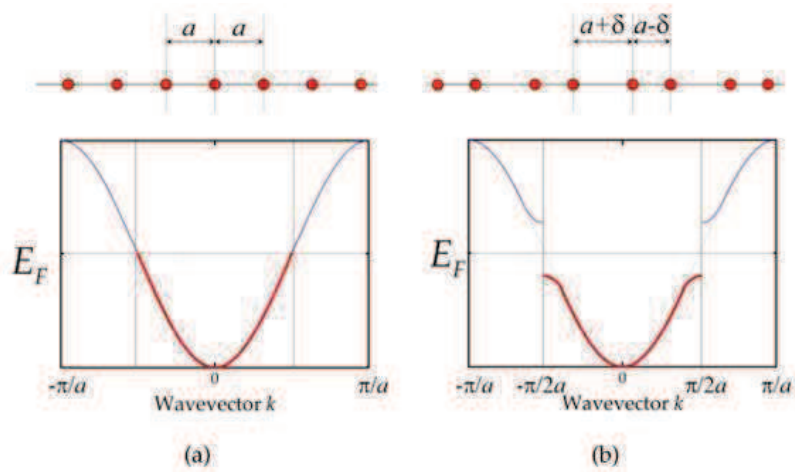 a a
a+δ a-δ
E_F
-π/a 0 π/a
Wavevector k
(a)
E_F
-π/a -π/2a 0 π/2a π/a
Wavevector k
(b)